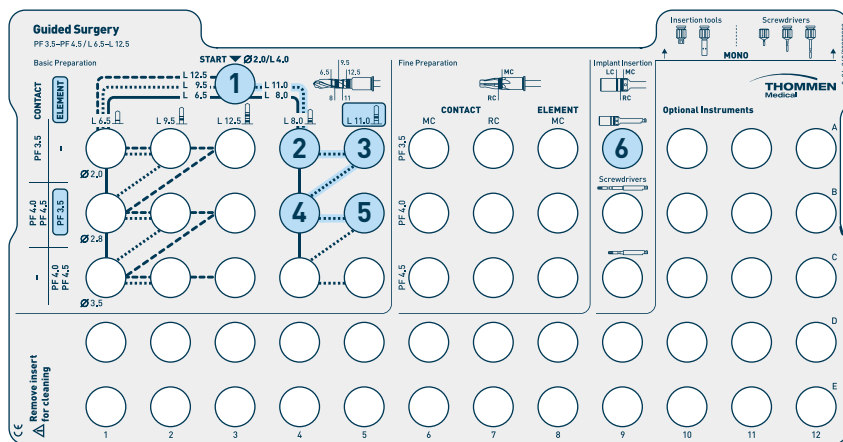 Guided Surgery
PF 3.5–PF 4.5 / L 6.5–L 12.5
Basic Preparation
START Ø 2.0/L 4.0
1
L 12.5
L 9.5 L 11.0
L 6.5 L 8.0
6.5 9.5 12.5
8 11
CONTACT
ELEMENT
L 6.5 L 9.5 L 12.5 L 8.0 L 11.0
PF 3.5
-
2 3
Ø 2.0
PF 4.0
PF 4.5
PF 3.5
4 5
Ø 2.8
-
PF 4.0
PF 4.5
Ø 3.5
Fine Preparation
MC
RC
CONTACT ELEMENT
MC RC MC
PF 3.5
PF 4.0
PF 4.5
Implant Insertion
LC MC
RC
6
Screwdrivers
Insertion tools Screwdrivers
MONO
THOMMEN
Medical
Optional Instruments
A
B
C
D
E
Remove insert
for cleaning
CE
1 2 3 4 5 6 7 8 9 10 11 12